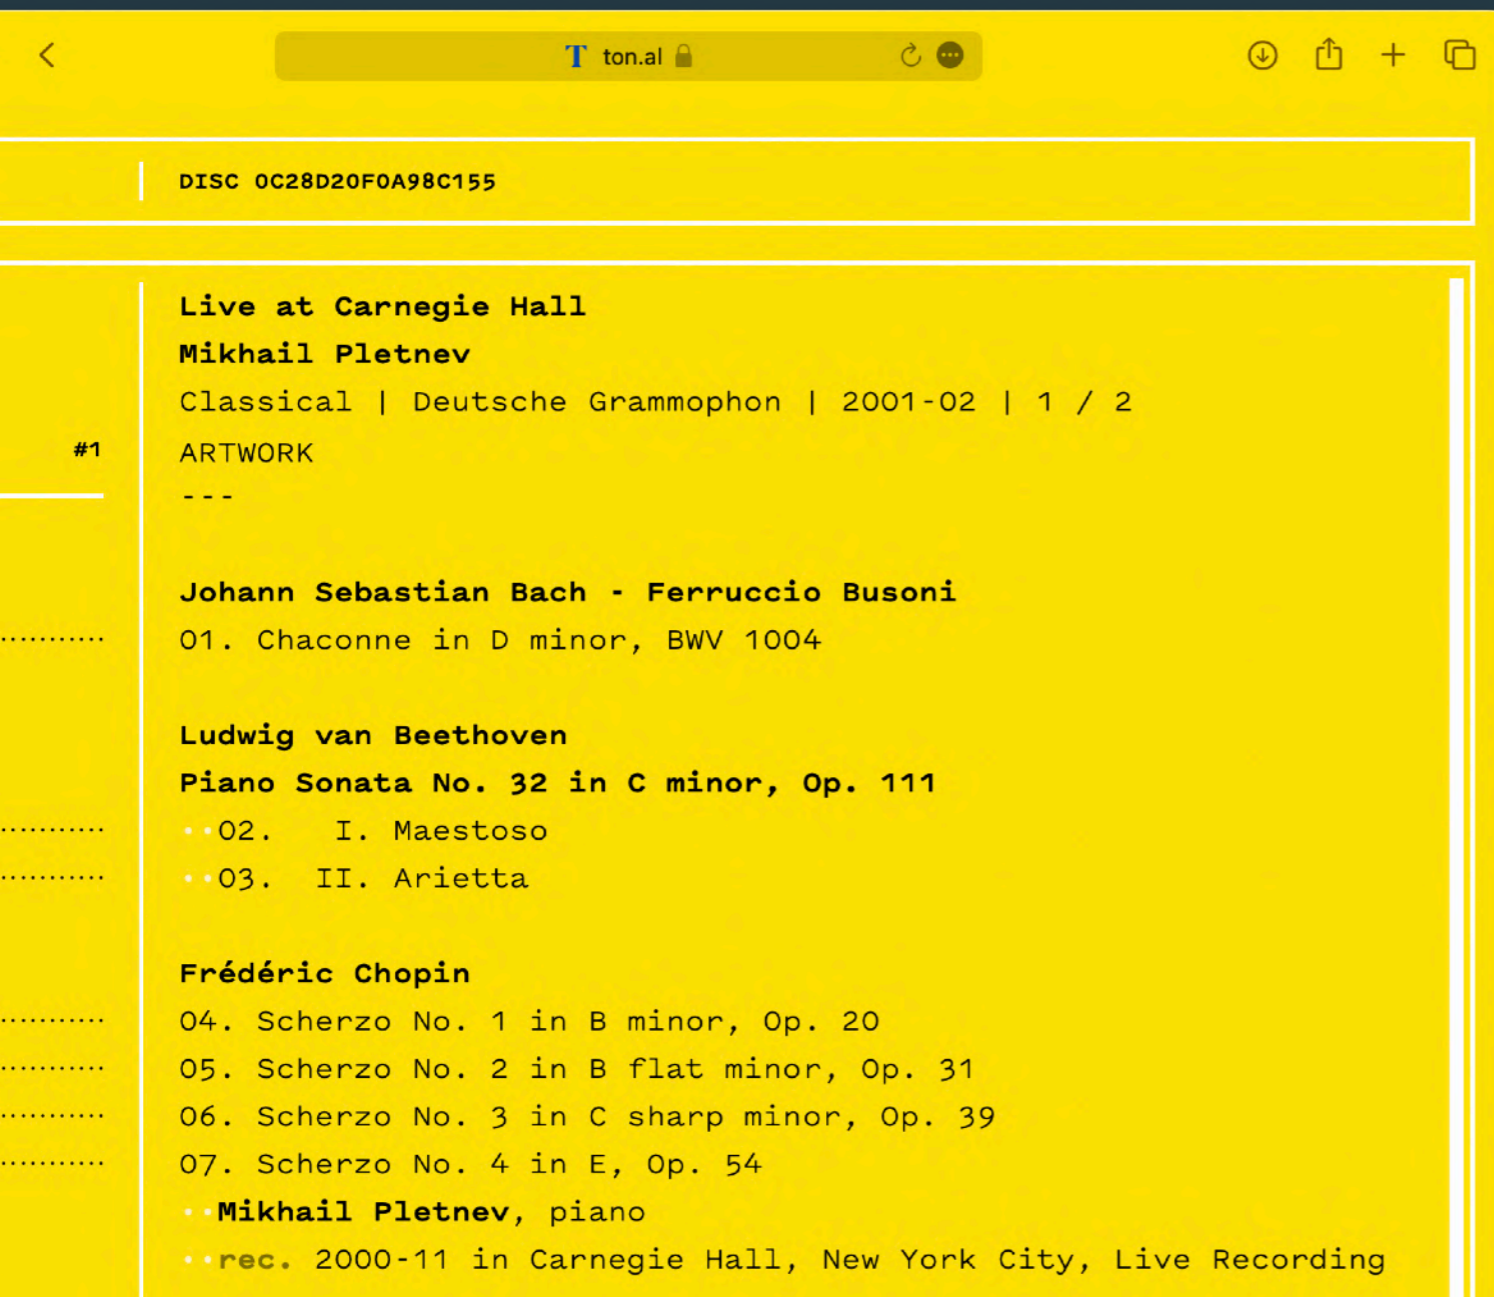 T ton.al
DISC 0C28D20F0A98C155
Live at Carnegie Hall
Mikhail Pletnev
Classical | Deutsche Grammophon | 2001-02 | 1 / 2
#1
ARTWORK
---
Johann Sebastian Bach - Ferruccio Busoni
........... 01. Chaconne in D minor, BWV 1004
Ludwig van Beethoven
Piano Sonata No. 32 in C minor, Op. 111
........... ··02. I. Maestoso
........... ··03. II. Arietta
Frédéric Chopin
........... 04. Scherzo No. 1 in B minor, Op. 20
........... 05. Scherzo No. 2 in B flat minor, Op. 31
........... 06. Scherzo No. 3 in C sharp minor, Op. 39
........... 07. Scherzo No. 4 in E, Op. 54
··Mikhail Pletnev, piano
··rec. 2000-11 in Carnegie Hall, New York City, Live Recording